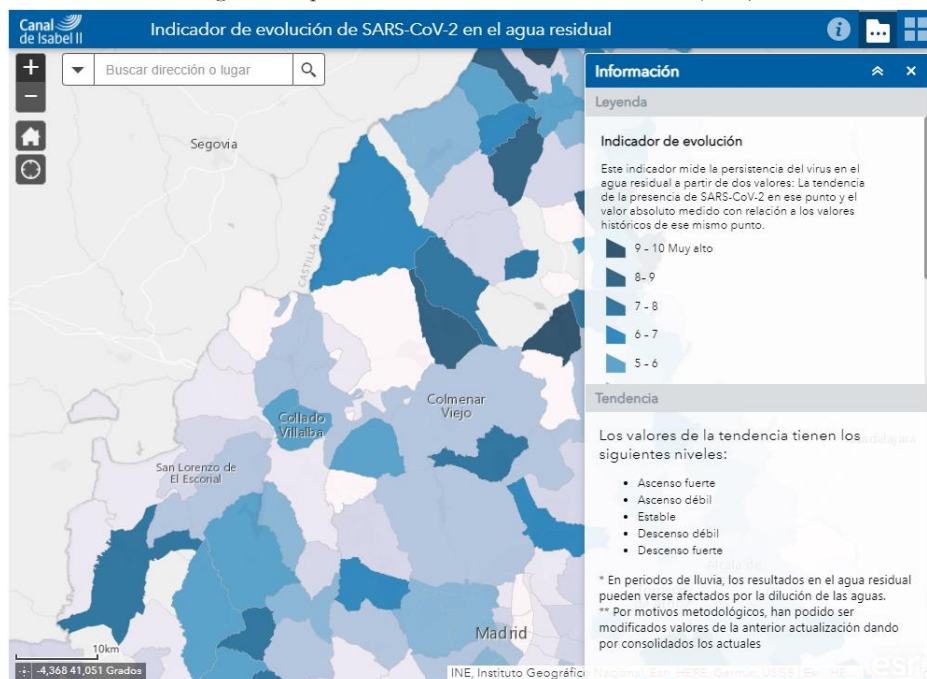 Canal
de Isabel II
Indicador de evolución de SARS-CoV-2 en el agua residual
Buscar dirección o lugar
Información
Leyenda
Indicador de evolución
Este indicador mide la persistencia del virus en el
agua residual a partir de dos valores: La tendencia
de la presencia de SARS-CoV-2 en ese punto y el
valor absoluto medido con relación a los valores
históricos de ese mismo punto.
9 - 10 Muy alto
8- 9
7 - 8
6 - 7
5 - 6
Tendencia
Los valores de la tendencia tienen los
siguientes niveles:
• Ascenso fuerte
• Ascenso débil
• Estable
• Descenso débil
• Descenso fuerte
* En periodos de lluvia, los resultados en el agua residual
pueden verse afectados por la dilución de las aguas.
** Por motivos metodológicos, han podido ser
modificados valores de la anterior actualización dando
por consolidados los actuales
Segovia
CASTILLA Y LEÓN
Colmenar
Viejo
Collado
Villalba
San Lorenzo de
El Escorial
Madrid
10km
-4,368 41,051 Grados
INE, Instituto Geográfico Nacional, Esri, HERE, Garmin, USGS | Esri, HE
esri